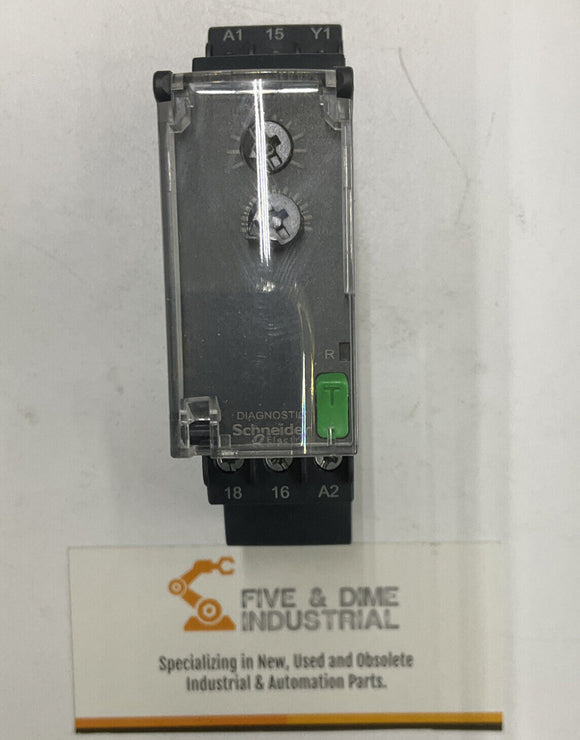 A1 15 Y1
R
T
DIAGNOSTIC
Schneider
Electric
18 16 A2
FIVE & DIME
INDUSTRIAL
Specializing in New, Used and Obsolete
Industrial & Automation Parts.